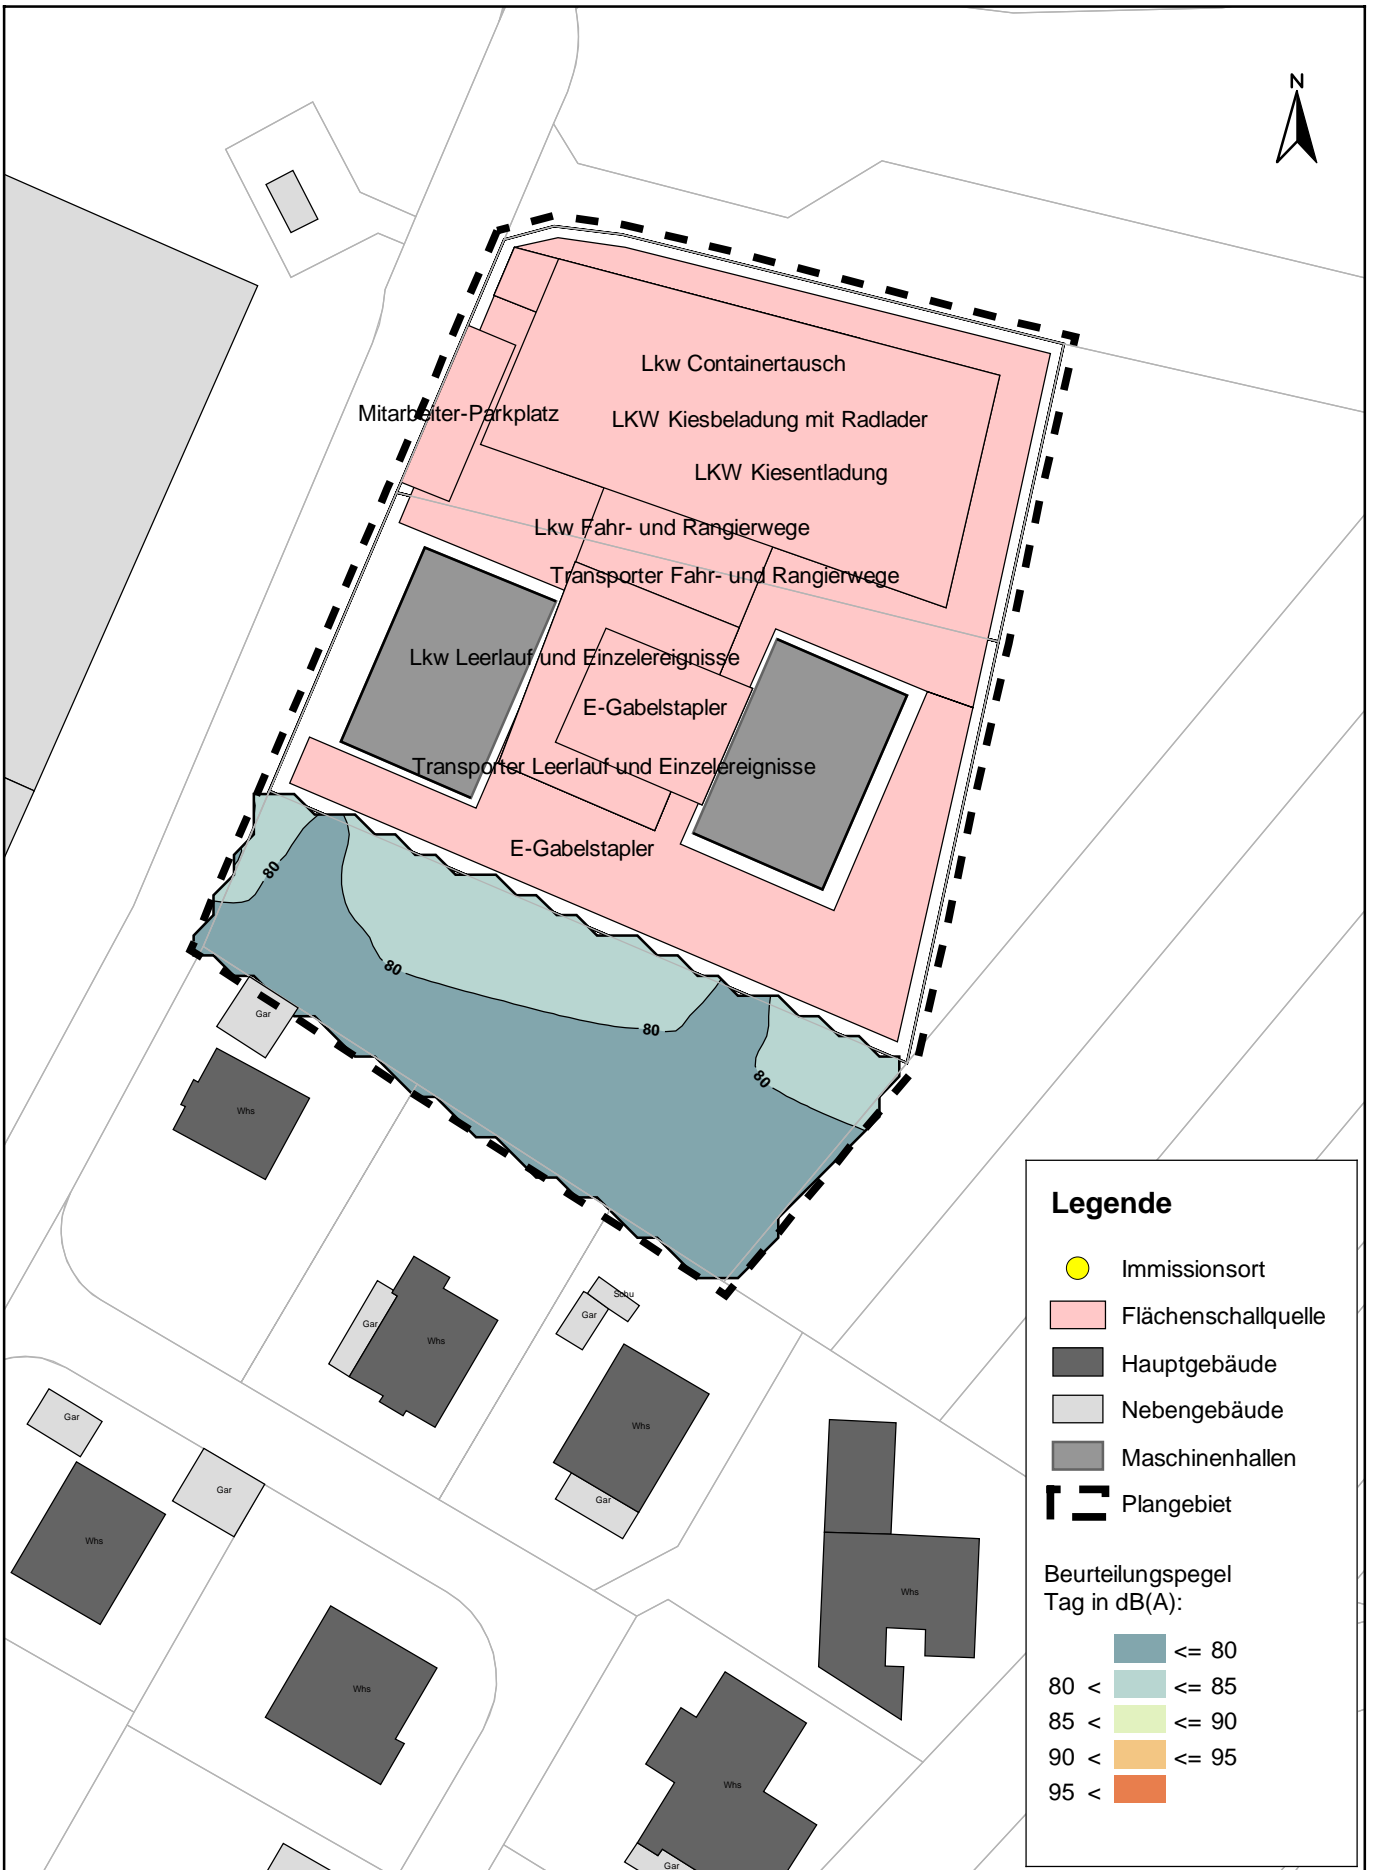 N
Lkw Containertausch
Mitarbeiter-Parkplatz
LKW Kiesbeladung mit Radlader
LKW Kiesentladung
Lkw Fahr- und Rangierwege
Transporter Fahr- und Rangierwege
Lkw Leerlauf und Einzelereignisse
E-Gabelstapler
Transporter Leerlauf und Einzelereignisse
E-Gabelstapler
80
80
80
80
Gar
Whs
Schu
Gar
Gar
Whs
Gar
Whs
Gar
Whs
Gar
Gar
Whs
Whs
Whs
Whs
Gar
Legende
Immissionsort
Flächenschallquelle
Hauptgebäude
Nebengebäude
Maschinenhallen
Plangebiet
Beurteilungspegel
Tag in dB(A):
<= 80
80 < <= 85
85 < <= 90
90 < <= 95
95 <